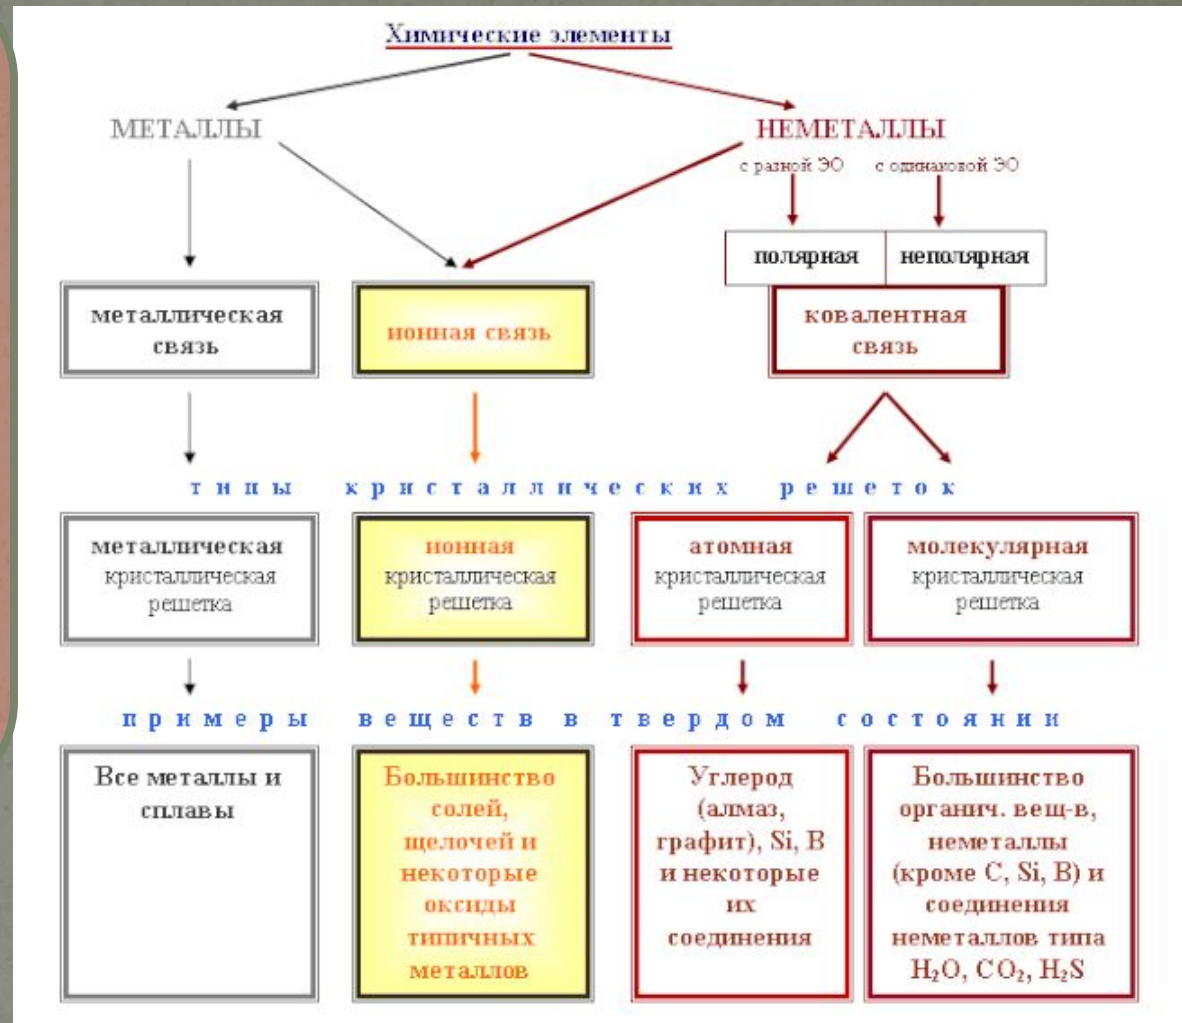 Химические элементы
МЕТАЛЛЫ
НЕМЕТАЛЛЫ
с разной ЭО
с одинаковой ЭО
полярная
неполярная
металлическая
связь
ионная связь
ковалентная
связь
типы кристаллических решеток
металлическая
кристаллическая
решетка
ионная
кристаллическая
решетка
атомная
кристаллическая
решетка
молекулярная
кристаллическая
решетка
примеры веществ в твердом состоянии
Все металлы и
сплавы
Большинство
солей,
щелочей и
некоторые
оксиды
типичных
металлов
Углерод
(алмаз,
графит), Si, B
и некоторые
их
соединения
Большинство
органич. вещ-в,
неметаллы
(кроме C, Si, B) и
соединения
неметаллов типа
H₂O, CO₂, H₂S